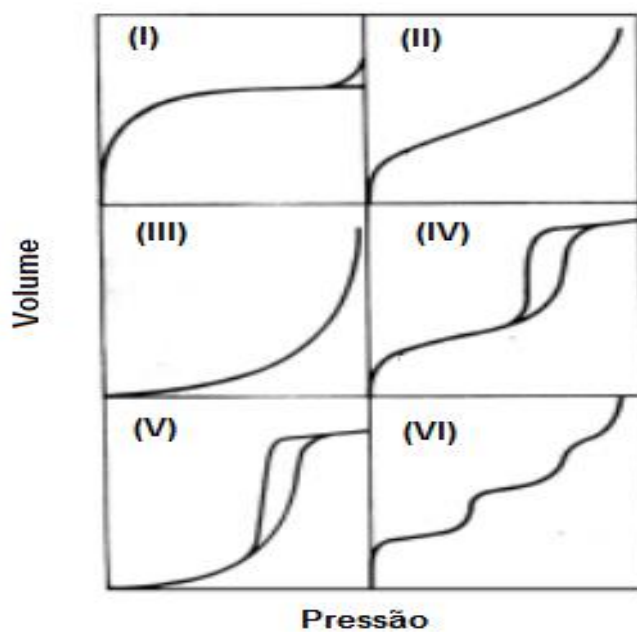 (I)
(II)
(III)
(IV)
(V)
(VI)
Volume
Pressão